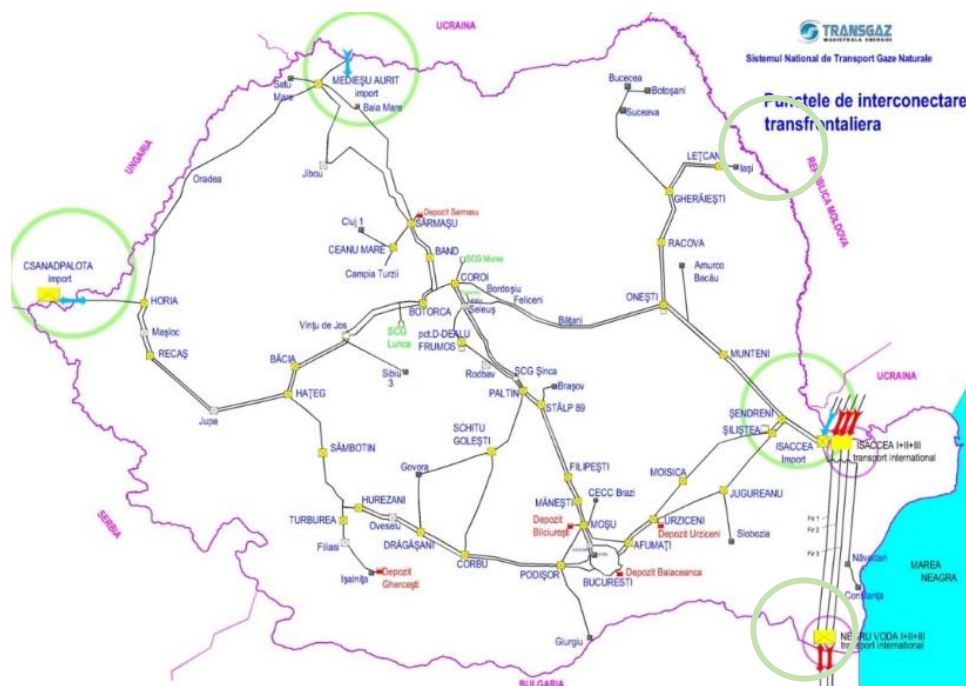 UCRAINA
TRANSGAZ
MAGISTRALA ENERGIEI
Sistemul National de Transport Gaze Naturale
Punctele de interconectare
transfrontaliera
MEDIEȘU AURIT
import
Satu
Mare
Baia Mare
Bucecea
Botoșani
Suceava
UNGARIA
Jibou
LEȚCANI
Iași
REPUBLICA MOLDOVA
Oradea
GHERĂIEȘTI
Depozit Sarmasu
SĂRMAȘU
Cluj 1
CEANU MARE
Campia Turzii
BAND
RACOVA
CSANADPALOTA
import
SCG Mures
COROI
Bordoșiu
Amurco
Bacău
HORIA
BOTORCA
Seleuș
Feliceni
ONEȘTI
Mașloc
Vințu de Jos
SCG
Lunca
pct.D-DEALU
FRUMOS
Bățani
RECAȘ
BĂCIA
Sibiu
3
Rodbav
SCG Șinca
MUNTENI
HAȚEG
PALTIN
Brașov
UCRAINA
Jupa
STÂLP 89
ȘENDRENI
SCHITU
GOLEȘTI
ȘILIȘTEA
SÂMBOTIN
ISACCEA
Import
ISACCEA I+II+III
transport international
Govora
FILIPEȘTI
MOISICA
HUREZANI
Oveselu
MĂNEȘTI
CECC Brazi
JUGUREANU
SERBIA
TURBUREA
Depozit
Bilciurești
MOȘU
URZICENI
Depozit Urziceni
Fir 1
Fir 2
Filiasi
DRĂGĂȘANI
AFUMAȚI
Slobozia
Fir 3
CORBU
Năvodari
MAREA
NEAGRA
Ișalnița
Depozit
Ghercești
PODIȘOR
BUCURESTI
Depozit Balaceanca
Constanța
Giurgiu
NEGRU VODA I+II+III
transport international
BULGARIA